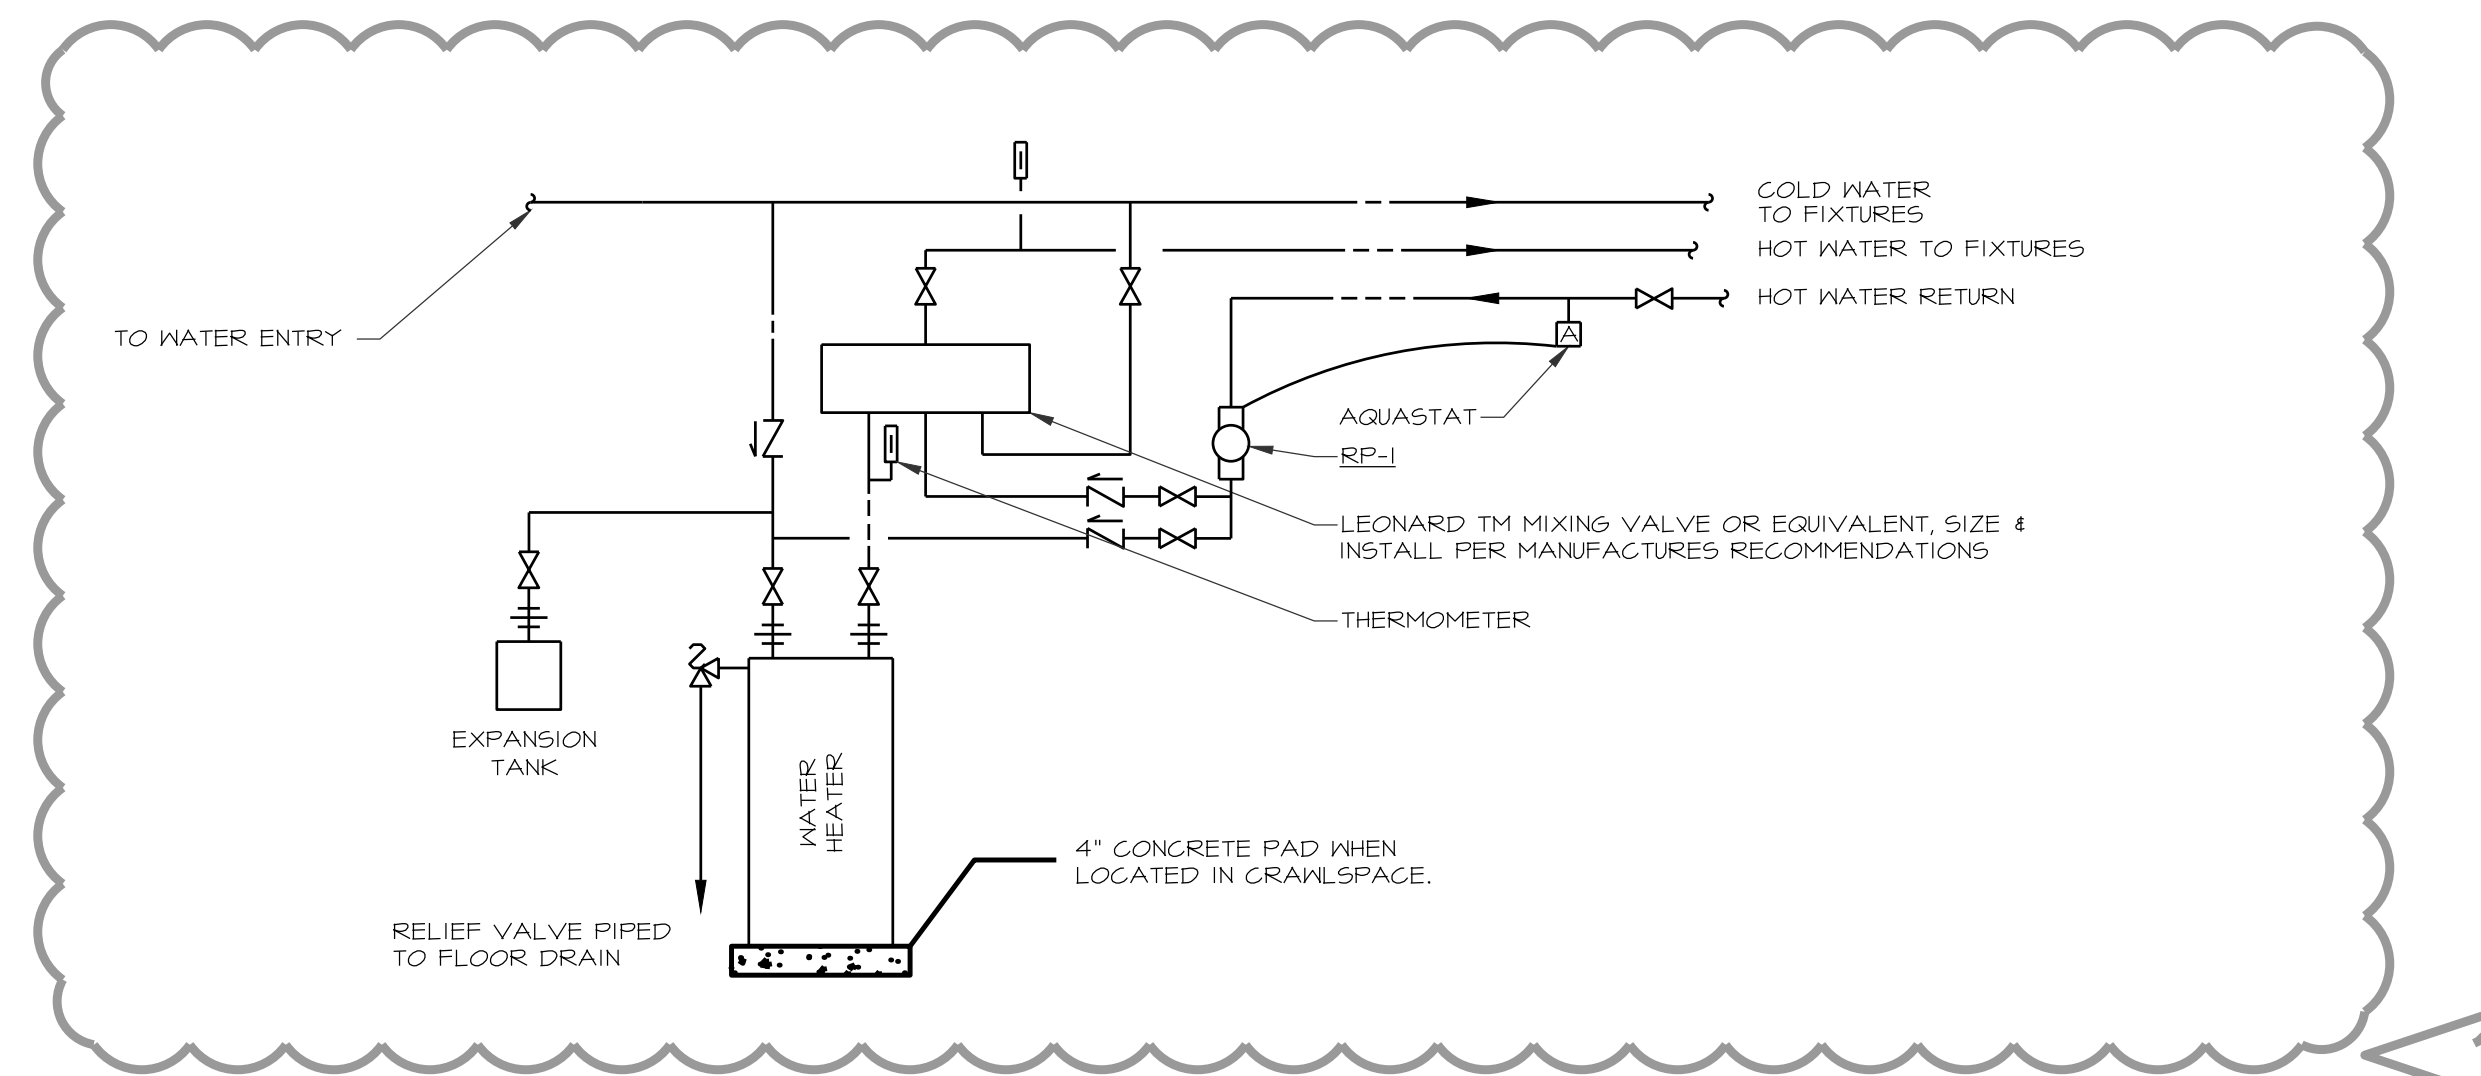 COLD WATER
TO FIXTURES
HOT WATER TO FIXTURES
HOT WATER RETURN
TO WATER ENTRY
A
AQUASTAT
RP-1
LEONARD TM MIXING VALVE OR EQUIVALENT, SIZE &
INSTALL PER MANUFACTURES RECOMMENDATIONS
THERMOMETER
EXPANSION
TANK
WATER
HEATER
4" CONCRETE PAD WHEN
LOCATED IN CRAWLSPACE.
RELIEF VALVE PIPED
TO FLOOR DRAIN